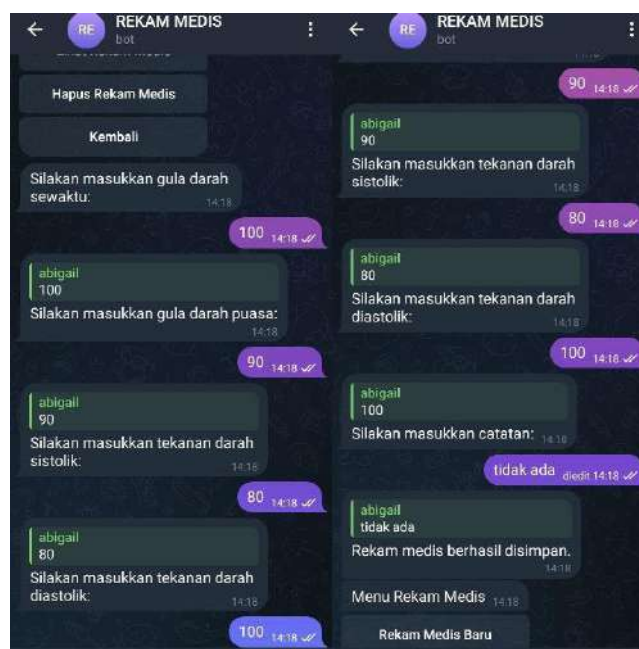 RE
REKAM MEDIS
bot
Hapus Rekam Medis
Kembali
Silakan masukkan gula darah
sewaktu:
14:18
100 14:18
abigail
100
Silakan masukkan gula darah puasa:
14:18
90 14:18
abigail
90
Silakan masukkan tekanan darah
sistolik:
14:18
80 14:18
abigail
80
Silakan masukkan tekanan darah
diastolik:
14:18
100 14:18
RE
REKAM MEDIS
bot
90 14:18
abigail
90
Silakan masukkan tekanan darah
sistolik:
14:18
80 14:18
abigail
80
Silakan masukkan tekanan darah
diastolik:
14:18
100 14:18
abigail
100
Silakan masukkan catatan: 14:18
tidak ada diedit 14:18
abigail
tidak ada
Rekam medis berhasil disimpan.
14:18
Menu Rekam Medis 14:18
Rekam Medis Baru